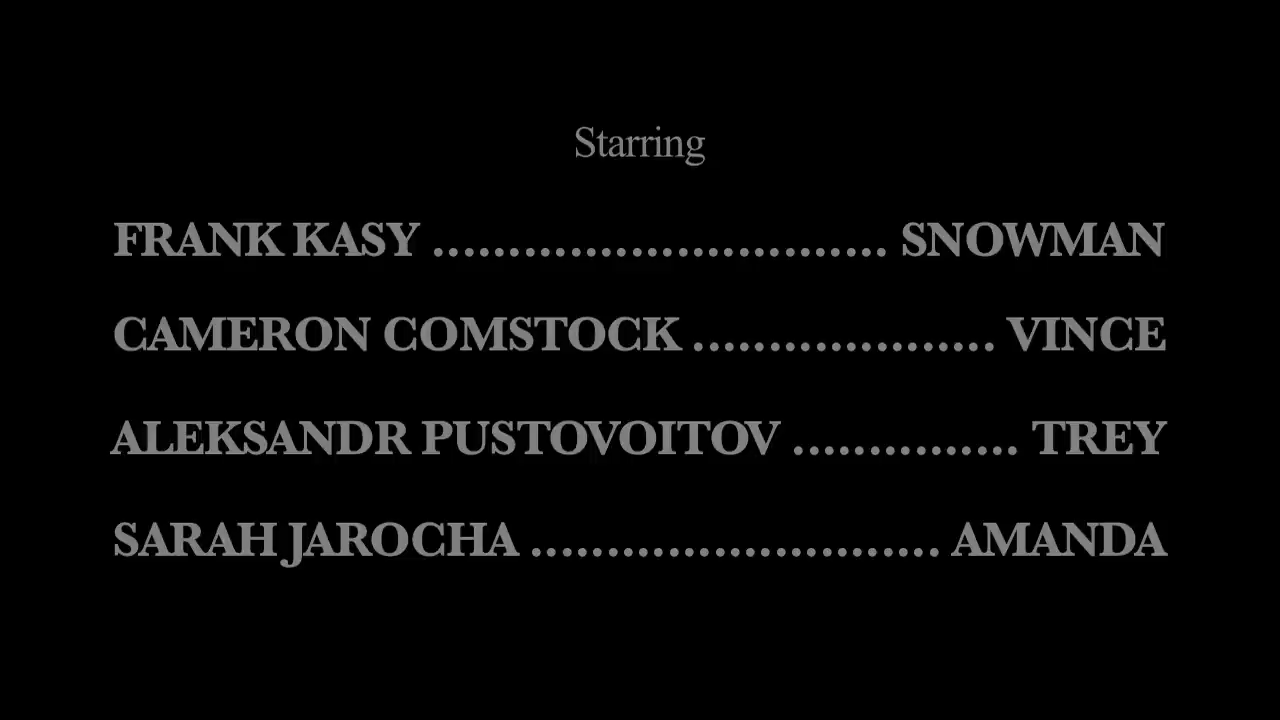 Starring
FRANK KASY .............................. SNOWMAN
CAMERON COMSTOCK .................... VINCE
ALEKSANDR PUSTOVOITOV ............... TREY
SARAH JAROCHA ........................... AMANDA